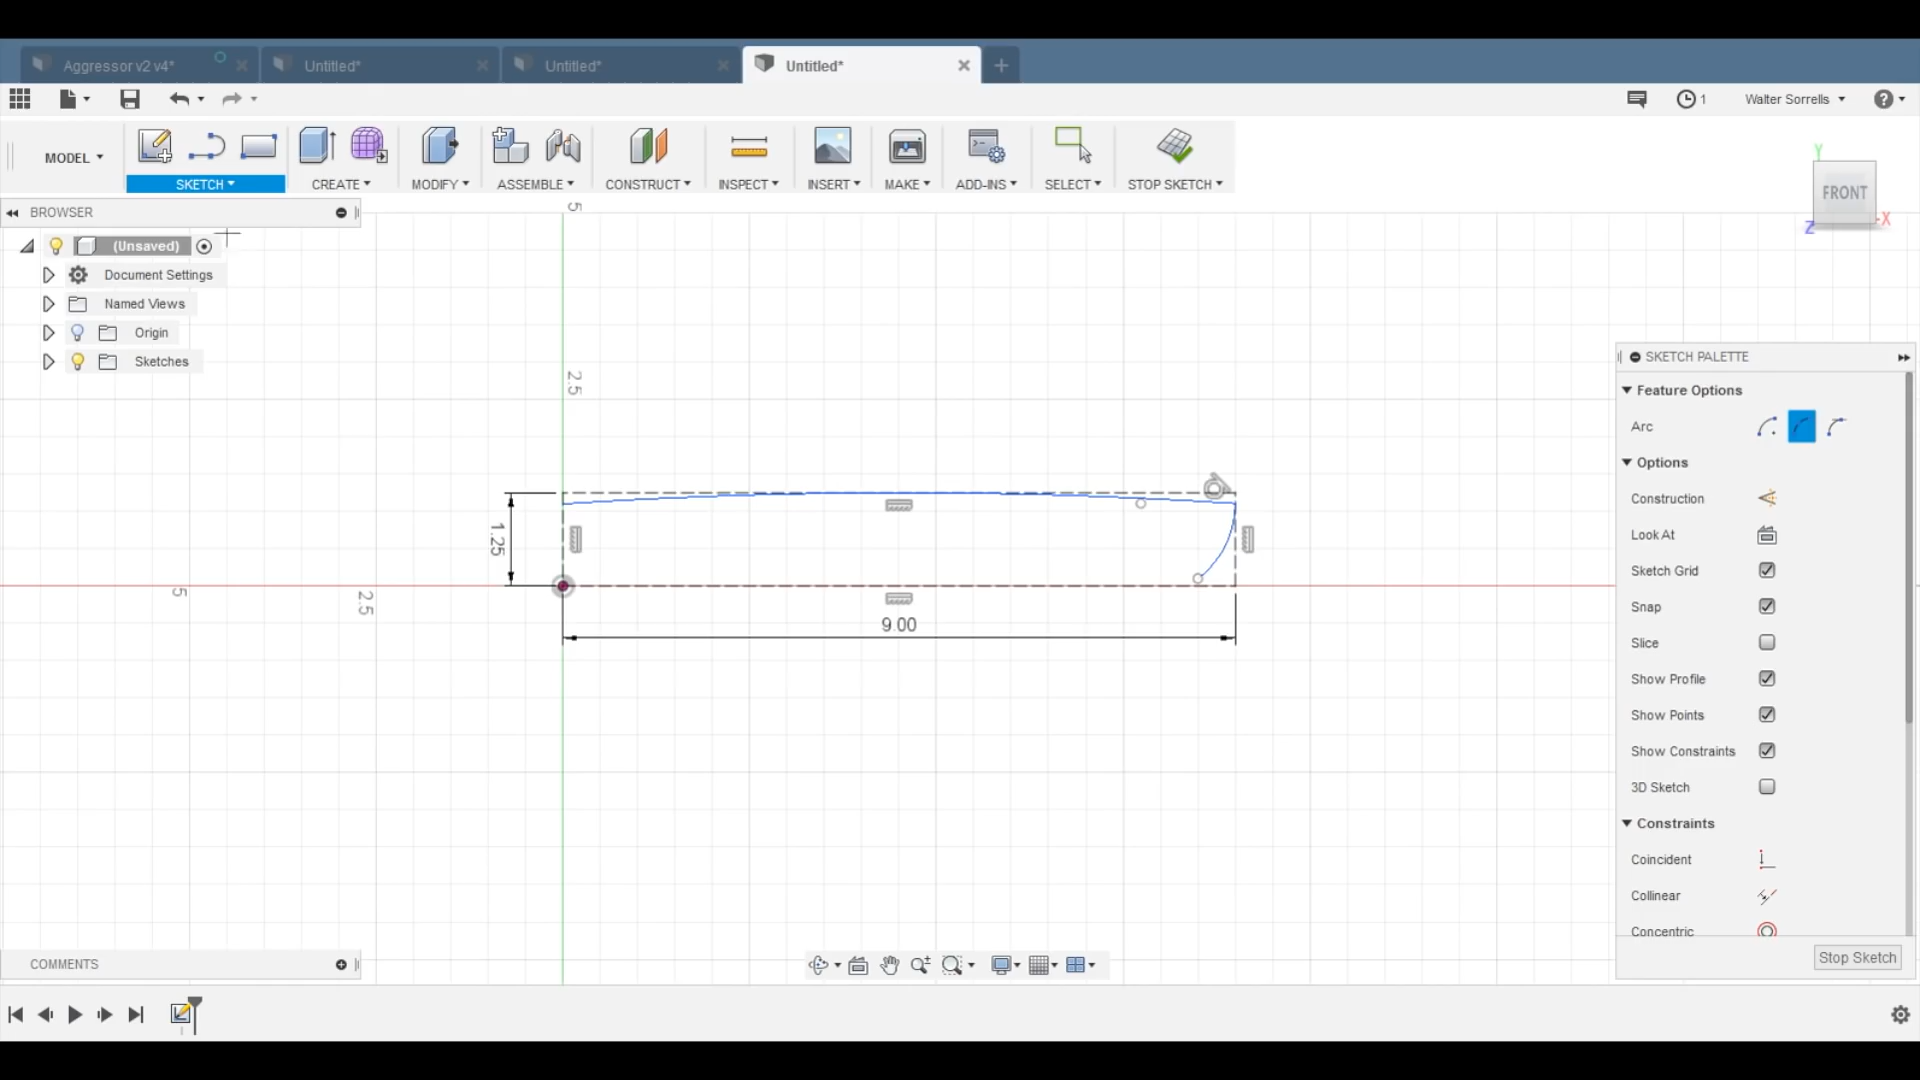 Aggressor v2 v4*
Untitled*
Untitled*
Untitled*
1
Walter Sorrells
MODEL
SKETCH
CREATE
MODIFY
ASSEMBLE
CONSTRUCT
INSPECT
INSERT
MAKE
ADD-INS
SELECT
STOP SKETCH
Y
FRONT
X
Z
BROWSER
(Unsaved)
Document Settings
Named Views
Origin
Sketches
5
2.5
5
2.5
1.25
9.00
SKETCH PALETTE
Feature Options
Arc
Options
Construction
Look At
Sketch Grid
Snap
Slice
Show Profile
Show Points
Show Constraints
3D Sketch
Constraints
Coincident
Collinear
Concentric
Stop Sketch
COMMENTS